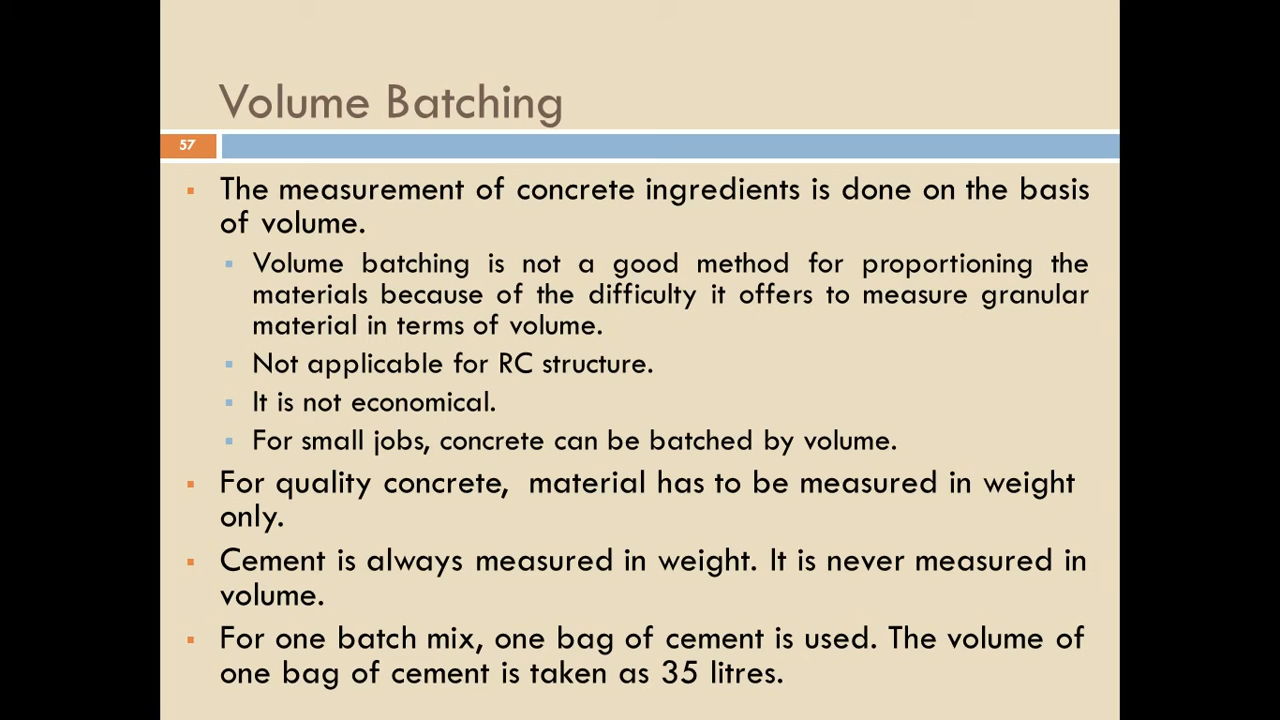 Volume Batching
57
▪ The measurement of concrete ingredients is done on the basis
of volume.
▪ Volume batching is not a good method for proportioning the
materials because of the difficulty it offers to measure granular
material in terms of volume.
▪ Not applicable for RC structure.
▪ It is not economical.
▪ For small jobs, concrete can be batched by volume.
▪ For quality concrete,  material has to be measured in weight
only.
▪ Cement is always measured in weight. It is never measured in
volume.
▪ For one batch mix, one bag of cement is used. The volume of
one bag of cement is taken as 35 litres.